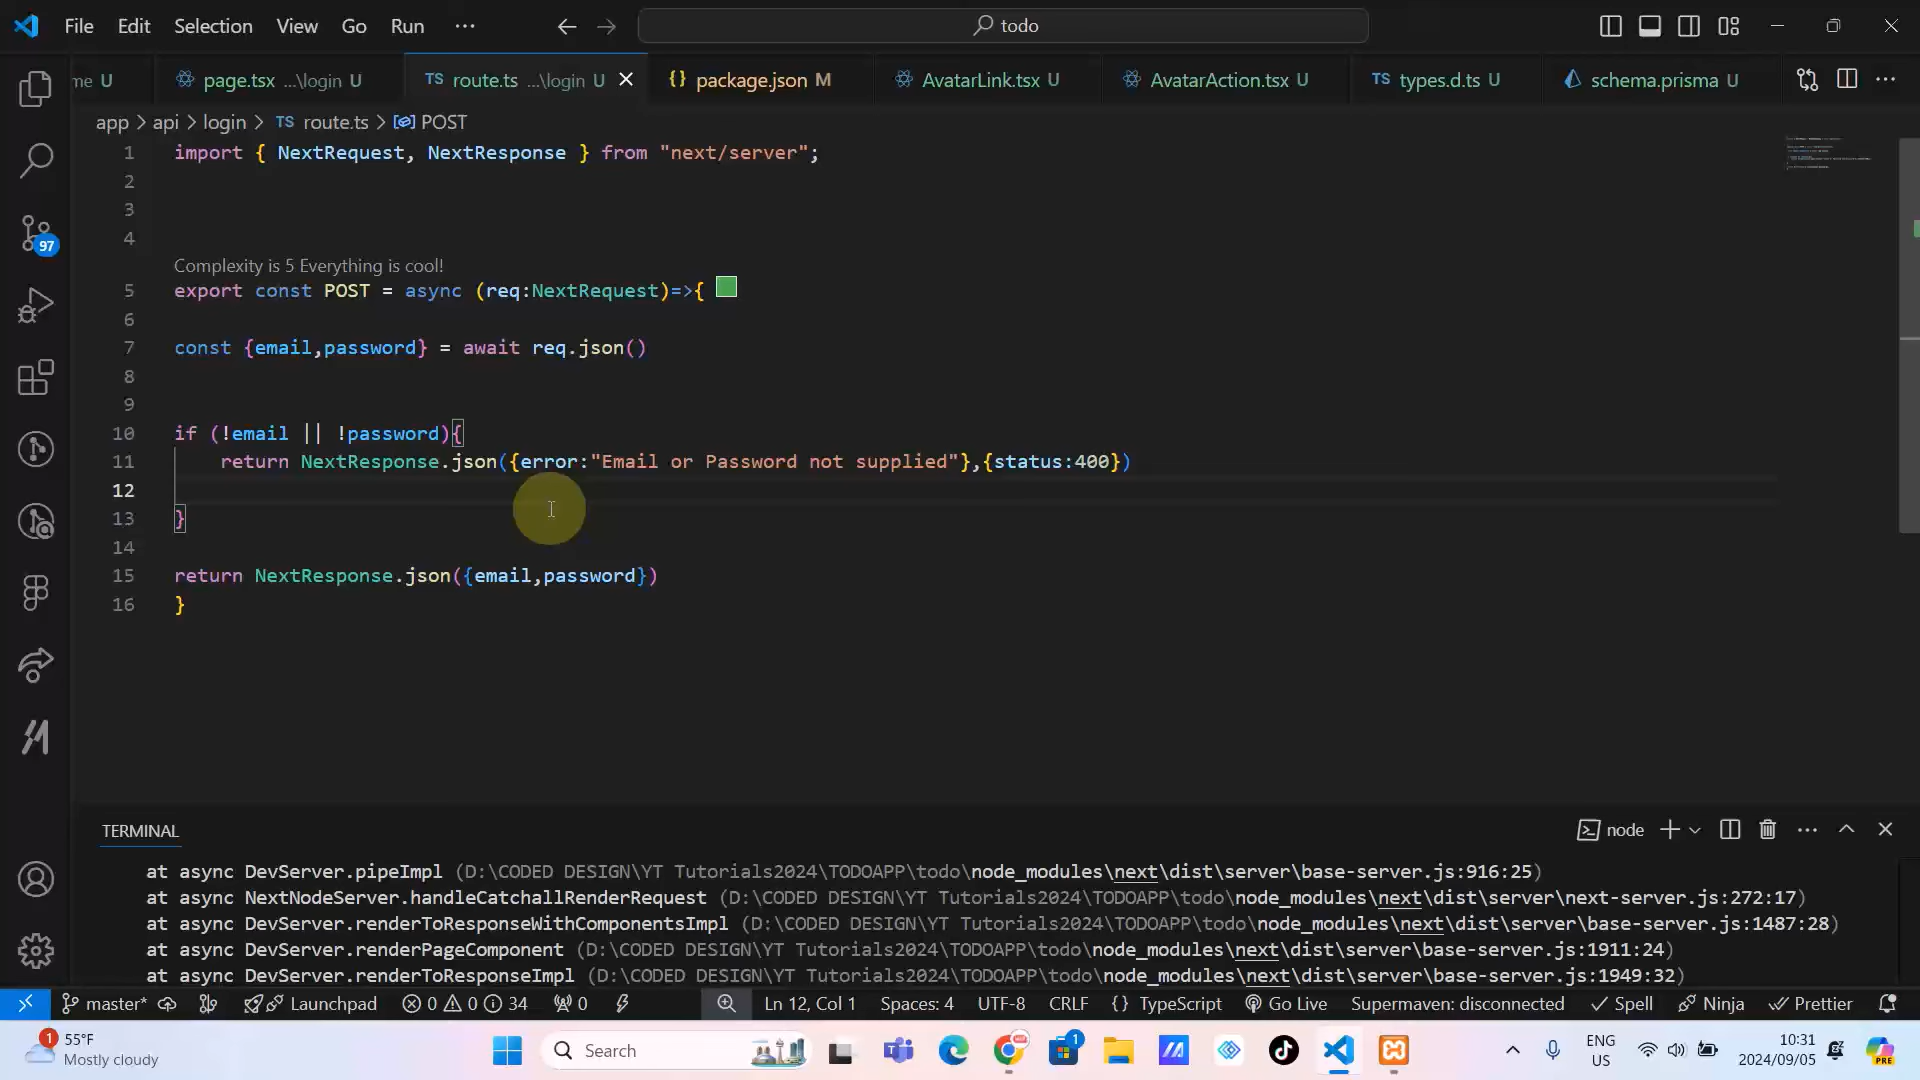 File Edit Selection View Go Run ··· todo
me U page.tsx ...\login U TS route.ts ...\login U {} package.json M AvatarLink.tsx U AvatarAction.tsx U TS types.d.ts U schema.prisma U ···
app > api > login > TS route.ts > POST
1 import { NextRequest, NextResponse } from "next/server";
2
3
4
Complexity is 5 Everything is cool!
5 export const POST = async (req:NextRequest)=>{
6
7 const {email,password} = await req.json()
8
9
10 if (!email || !password){
11 return NextResponse.json({error:"Email or Password not supplied"},{status:400})
12
13 }
14
15 return NextResponse.json({email,password})
16 }
97
TERMINAL node
at async DevServer.pipeImpl (D:\CODED DESIGN\YT Tutorials2024\TODOAPP\todo\node_modules\next\dist\server\base-server.js:916:25)
at async NextNodeServer.handleCatchallRenderRequest (D:\CODED DESIGN\YT Tutorials2024\TODOAPP\todo\node_modules\next\dist\server\next-server.js:272:17)
at async DevServer.renderToResponseWithComponentsImpl (D:\CODED DESIGN\YT Tutorials2024\TODOAPP\todo\node_modules\next\dist\server\base-server.js:1487:28)
at async DevServer.renderPageComponent (D:\CODED DESIGN\YT Tutorials2024\TODOAPP\todo\node_modules\next\dist\server\base-server.js:1911:24)
at async DevServer.renderToResponseImpl (D:\CODED DESIGN\YT Tutorials2024\TODOAPP\todo\node_modules\next\dist\server\base-server.js:1949:32)
master* Launchpad 0 0 34 0 Ln 12, Col 1 Spaces: 4 UTF-8 CRLF {} TypeScript Go Live Supermaven: disconnected Spell Ninja Prettier
1 55°F Mostly cloudy Search 1 ENG US 10:31 2024/09/05 PRE